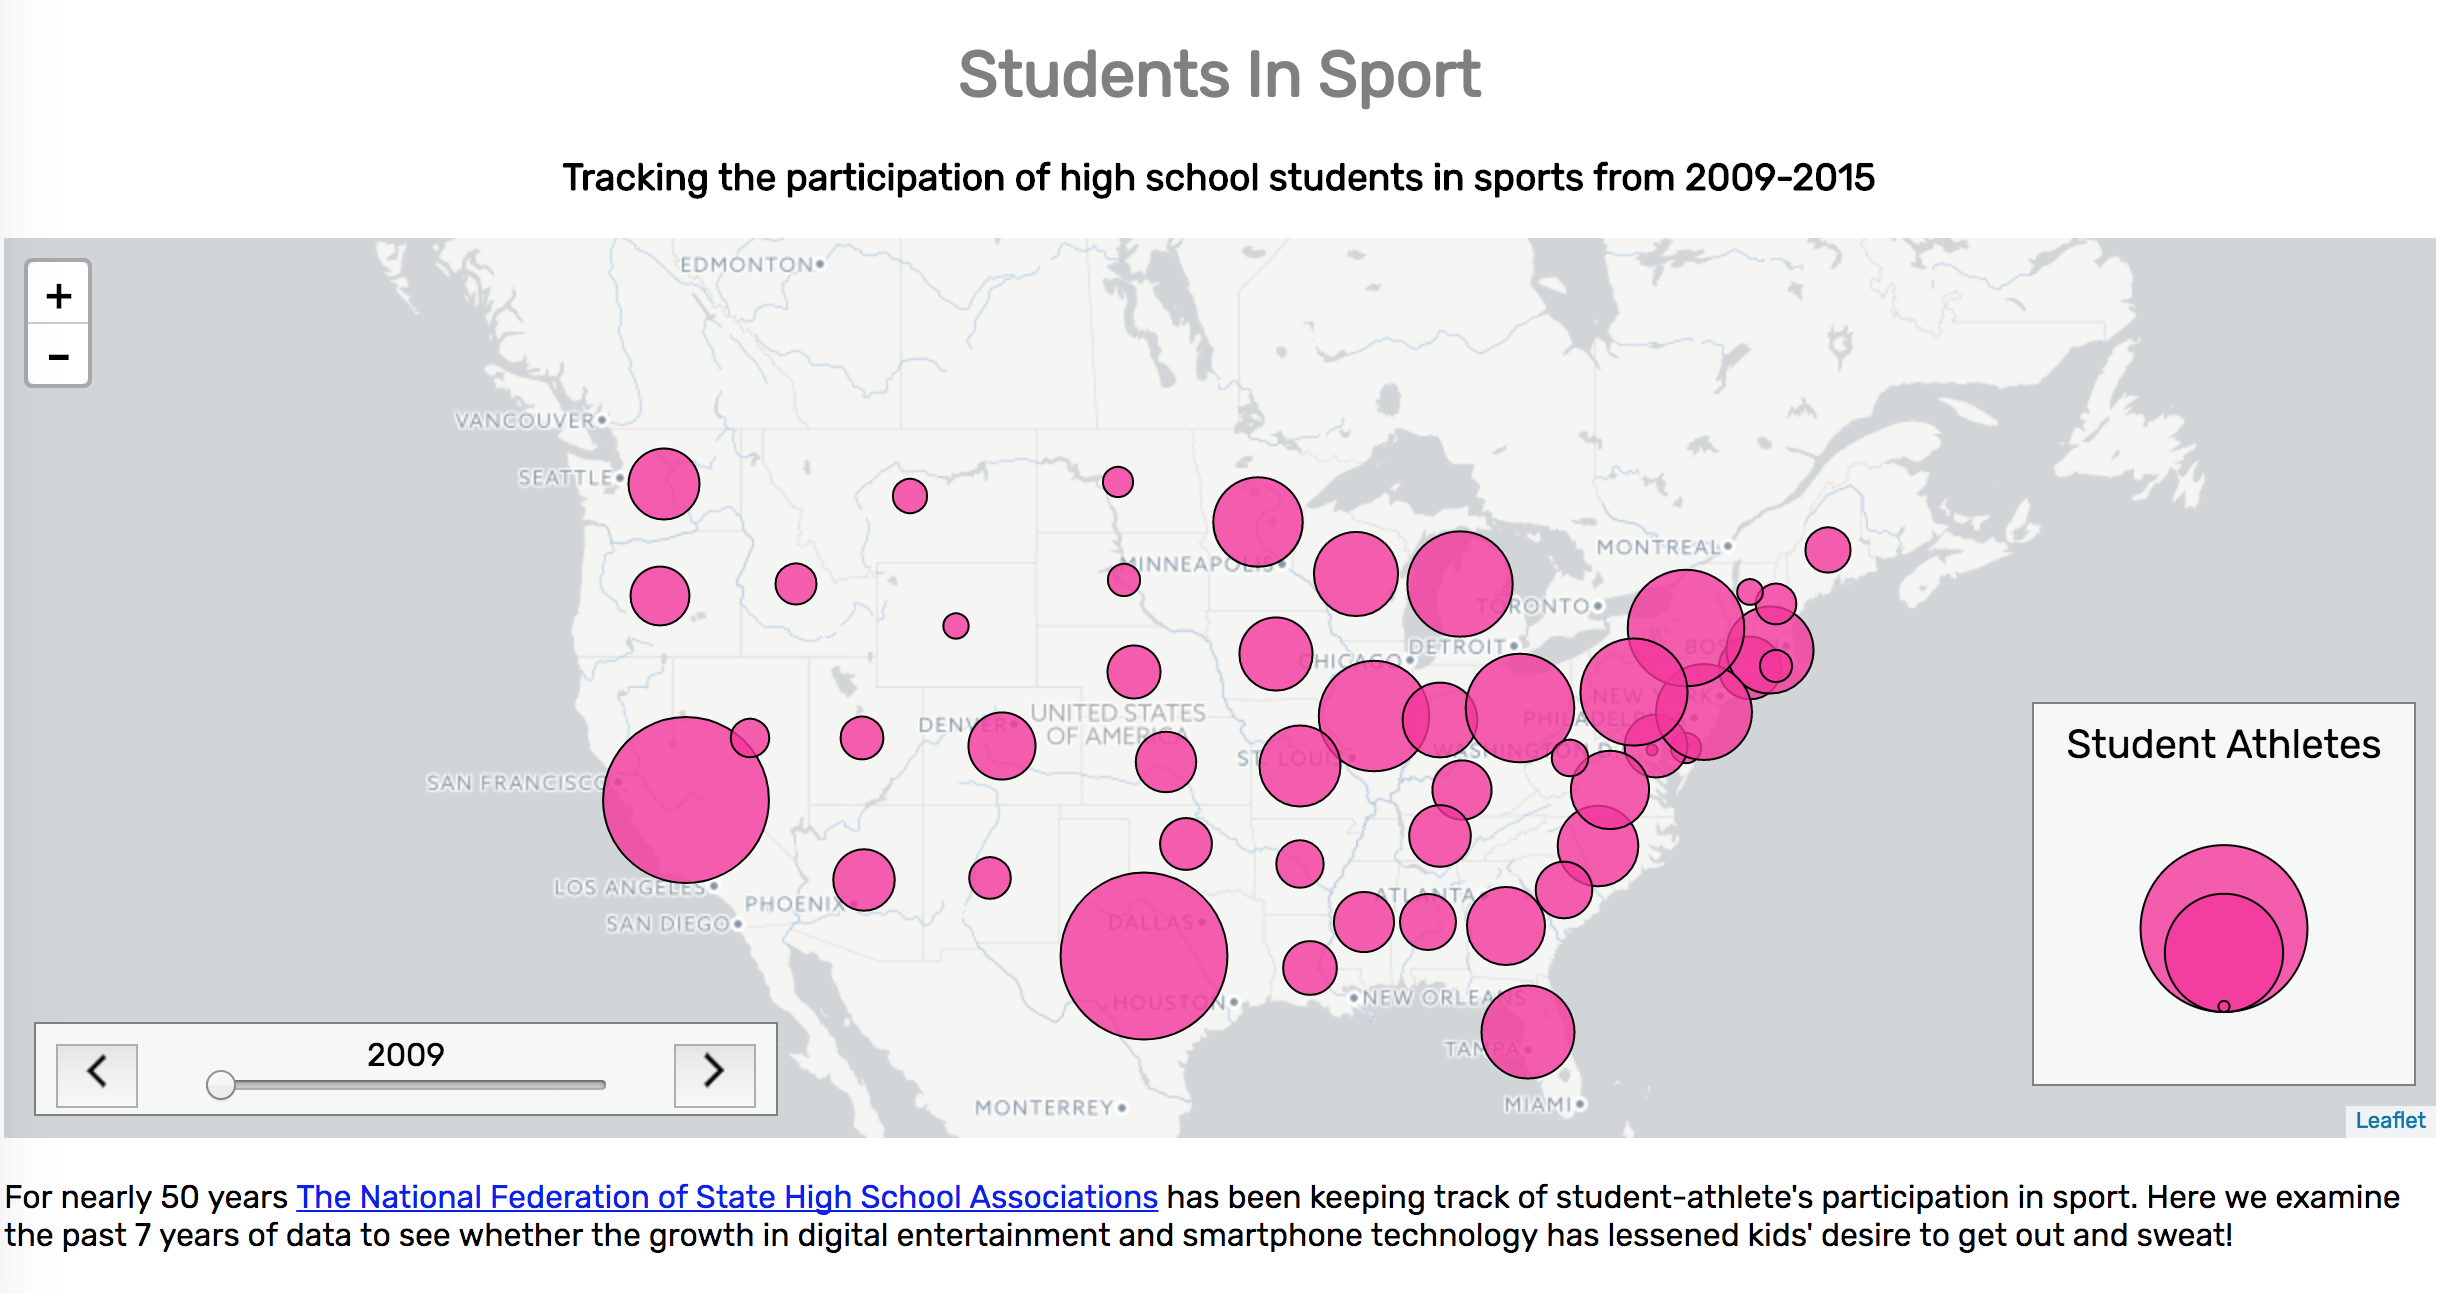 Students In Sport
Tracking the participation of high school students in sports from 2009-2015
+
−
EDMONTON
VANCOUVER
SEATTLE
MONTREAL
MINNEAPOLIS
TORONTO
DETROIT
CHICAGO
BOS
NEW YORK
PHILADEL
DENVER
UNITED STATES
OF AMERICA
WASHINGTON D.
ST. LOUIS
SAN FRANCISCO
LOS ANGELES
PHOENIX
SAN DIEGO
ATLANTA
DALLAS
HOUSTON
NEW ORLEANS
TAMPA
MIAMI
MONTERREY
Student Athletes
2009
Leaflet
For nearly 50 years The National Federation of State High School Associations has been keeping track of student-athlete's participation in sport. Here we examine
the past 7 years of data to see whether the growth in digital entertainment and smartphone technology has lessened kids' desire to get out and sweat!